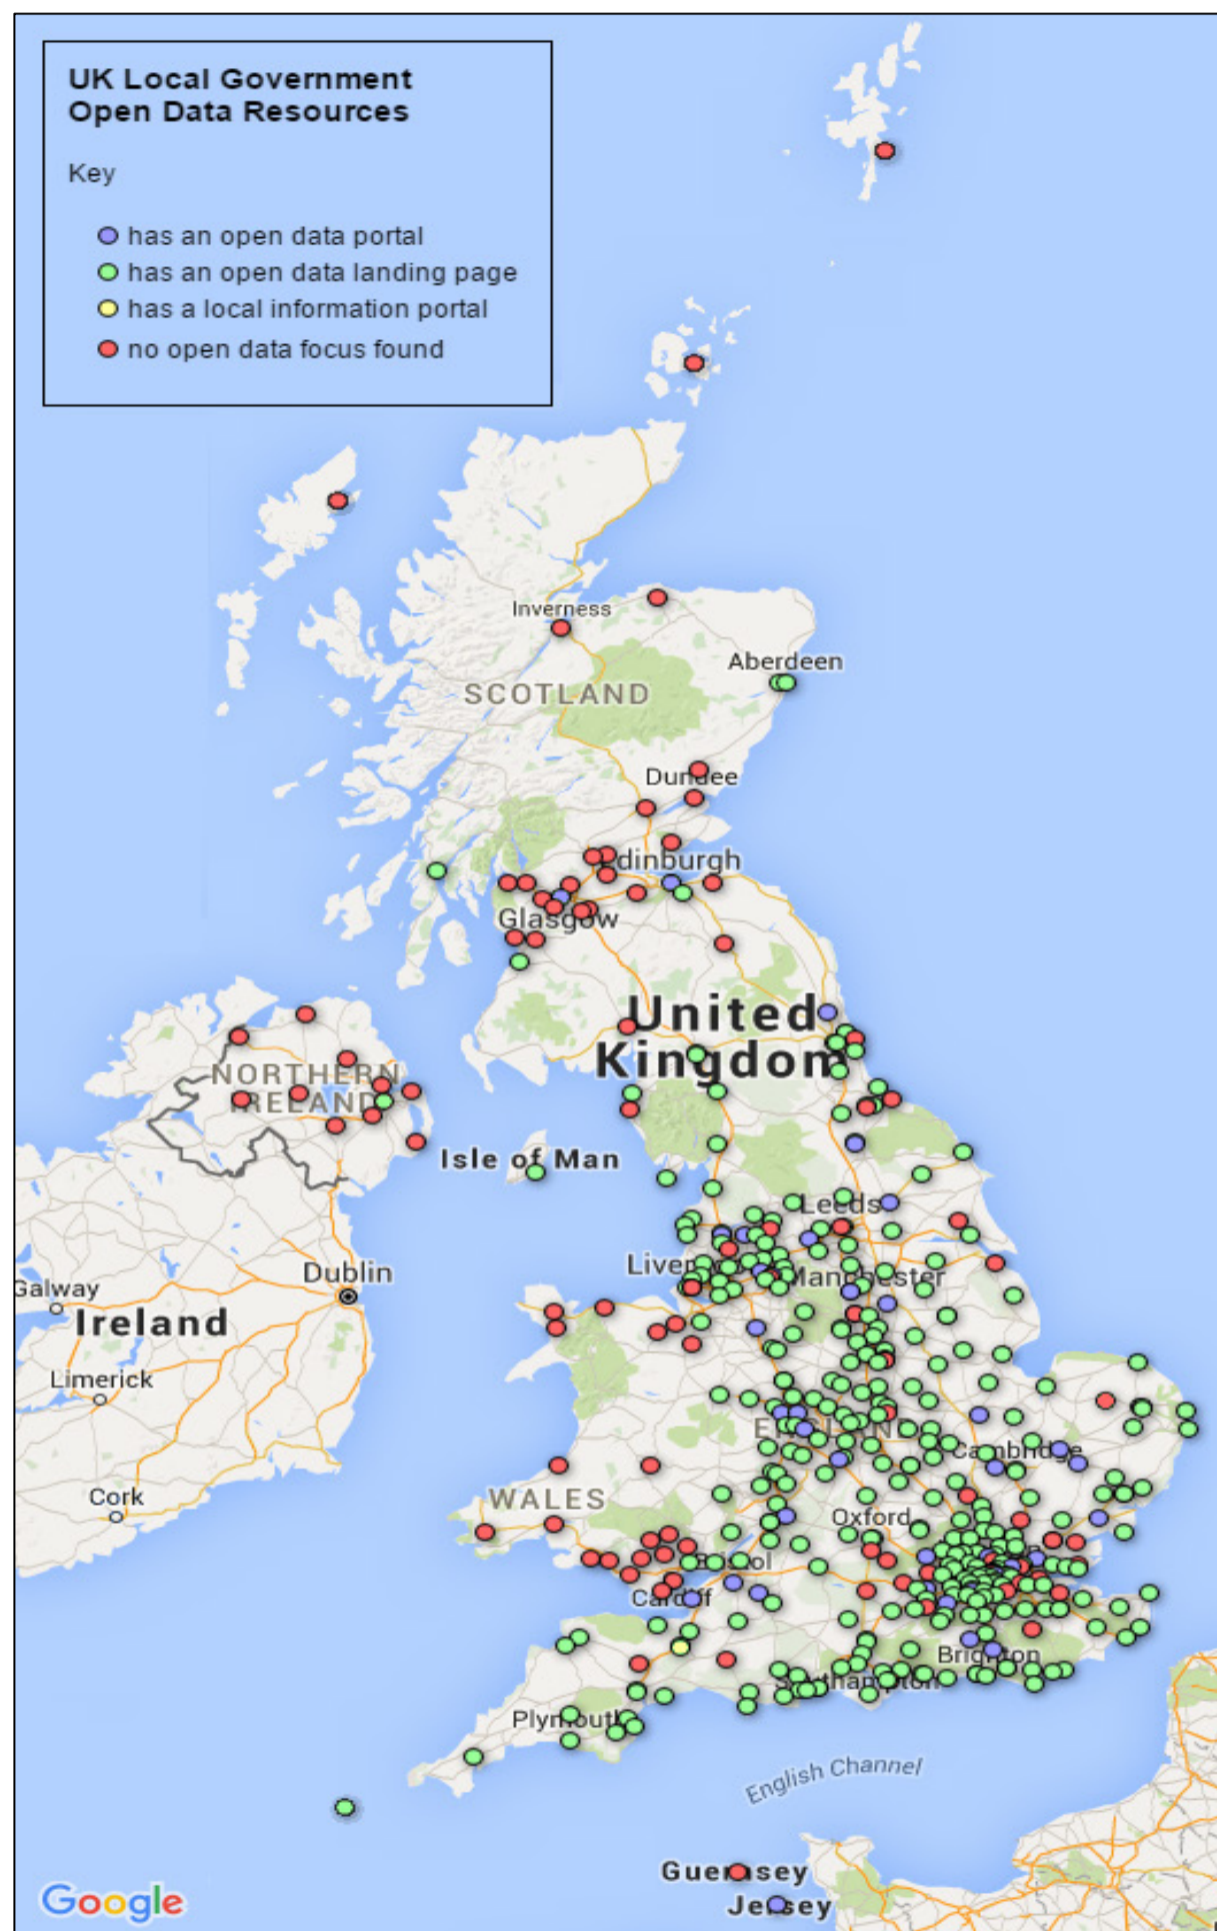 UK Local Government
Open Data Resources
Key
has an open data portal
has an open data landing page
has a local information portal
no open data focus found
Inverness
Aberdeen
SCOTLAND
Dundee
Edinburgh
Glasgow
United
Kingdom
NORTHERN
IRELAND
Isle of Man
Leeds
Dublin
Manchester
Galway
Ireland
Limerick
ENGLAND
Cambridge
Cork
WALES
Oxford
Bristol
Cardiff
Brighton
Southampton
Plymouth
English Channel
Guernsey
Jersey
Google